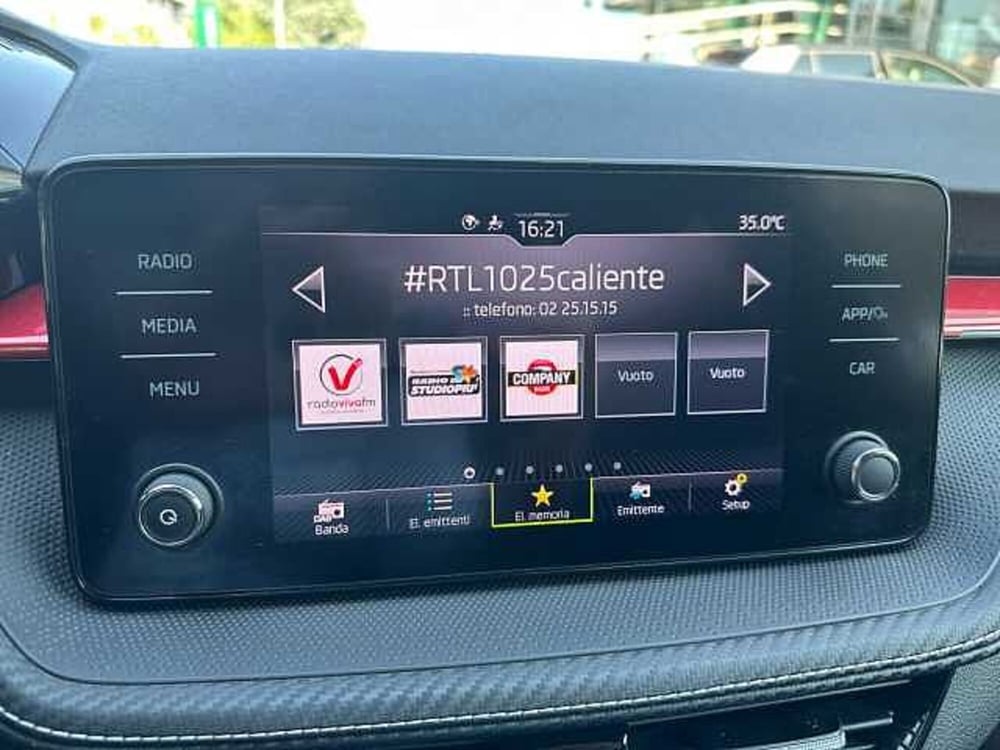 16:21
35.0°C
RADIO
MEDIA
MENU
#RTL1025caliente
:: telefono: 02 25.15.15
radiovivafm
RADIO STUDIOPIÙ
COMPANY
Vuoto
Vuoto
DAB
Banda
El. emittenti
El. memoria
Emittente
Setup
PHONE
APP/
CAR